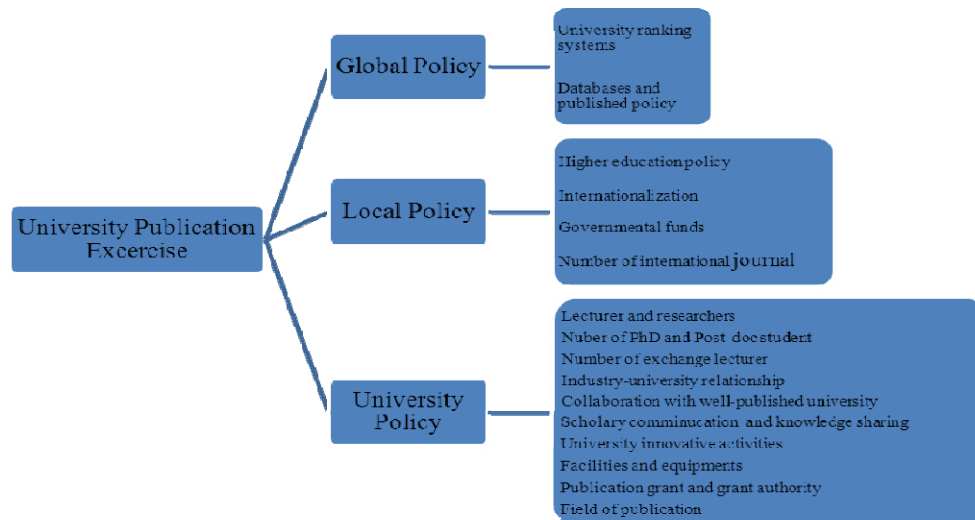 University Publication
Excercise
Global Policy
University ranking
systems
Databases and
published policy
Local Policy
Higher education policy
Internationalization
Governmental funds
Number of international journal
University
Policy
Lecturer and researchers
Nuber of PhD and Post-doc student
Number of exchange lecturer
Industry-university relationship
Collaboration with well-published university
Scholary comminucation and knowledge sharing
University innovative activities
Facilities and equipments
Publication grant and grant authority
Field of publication